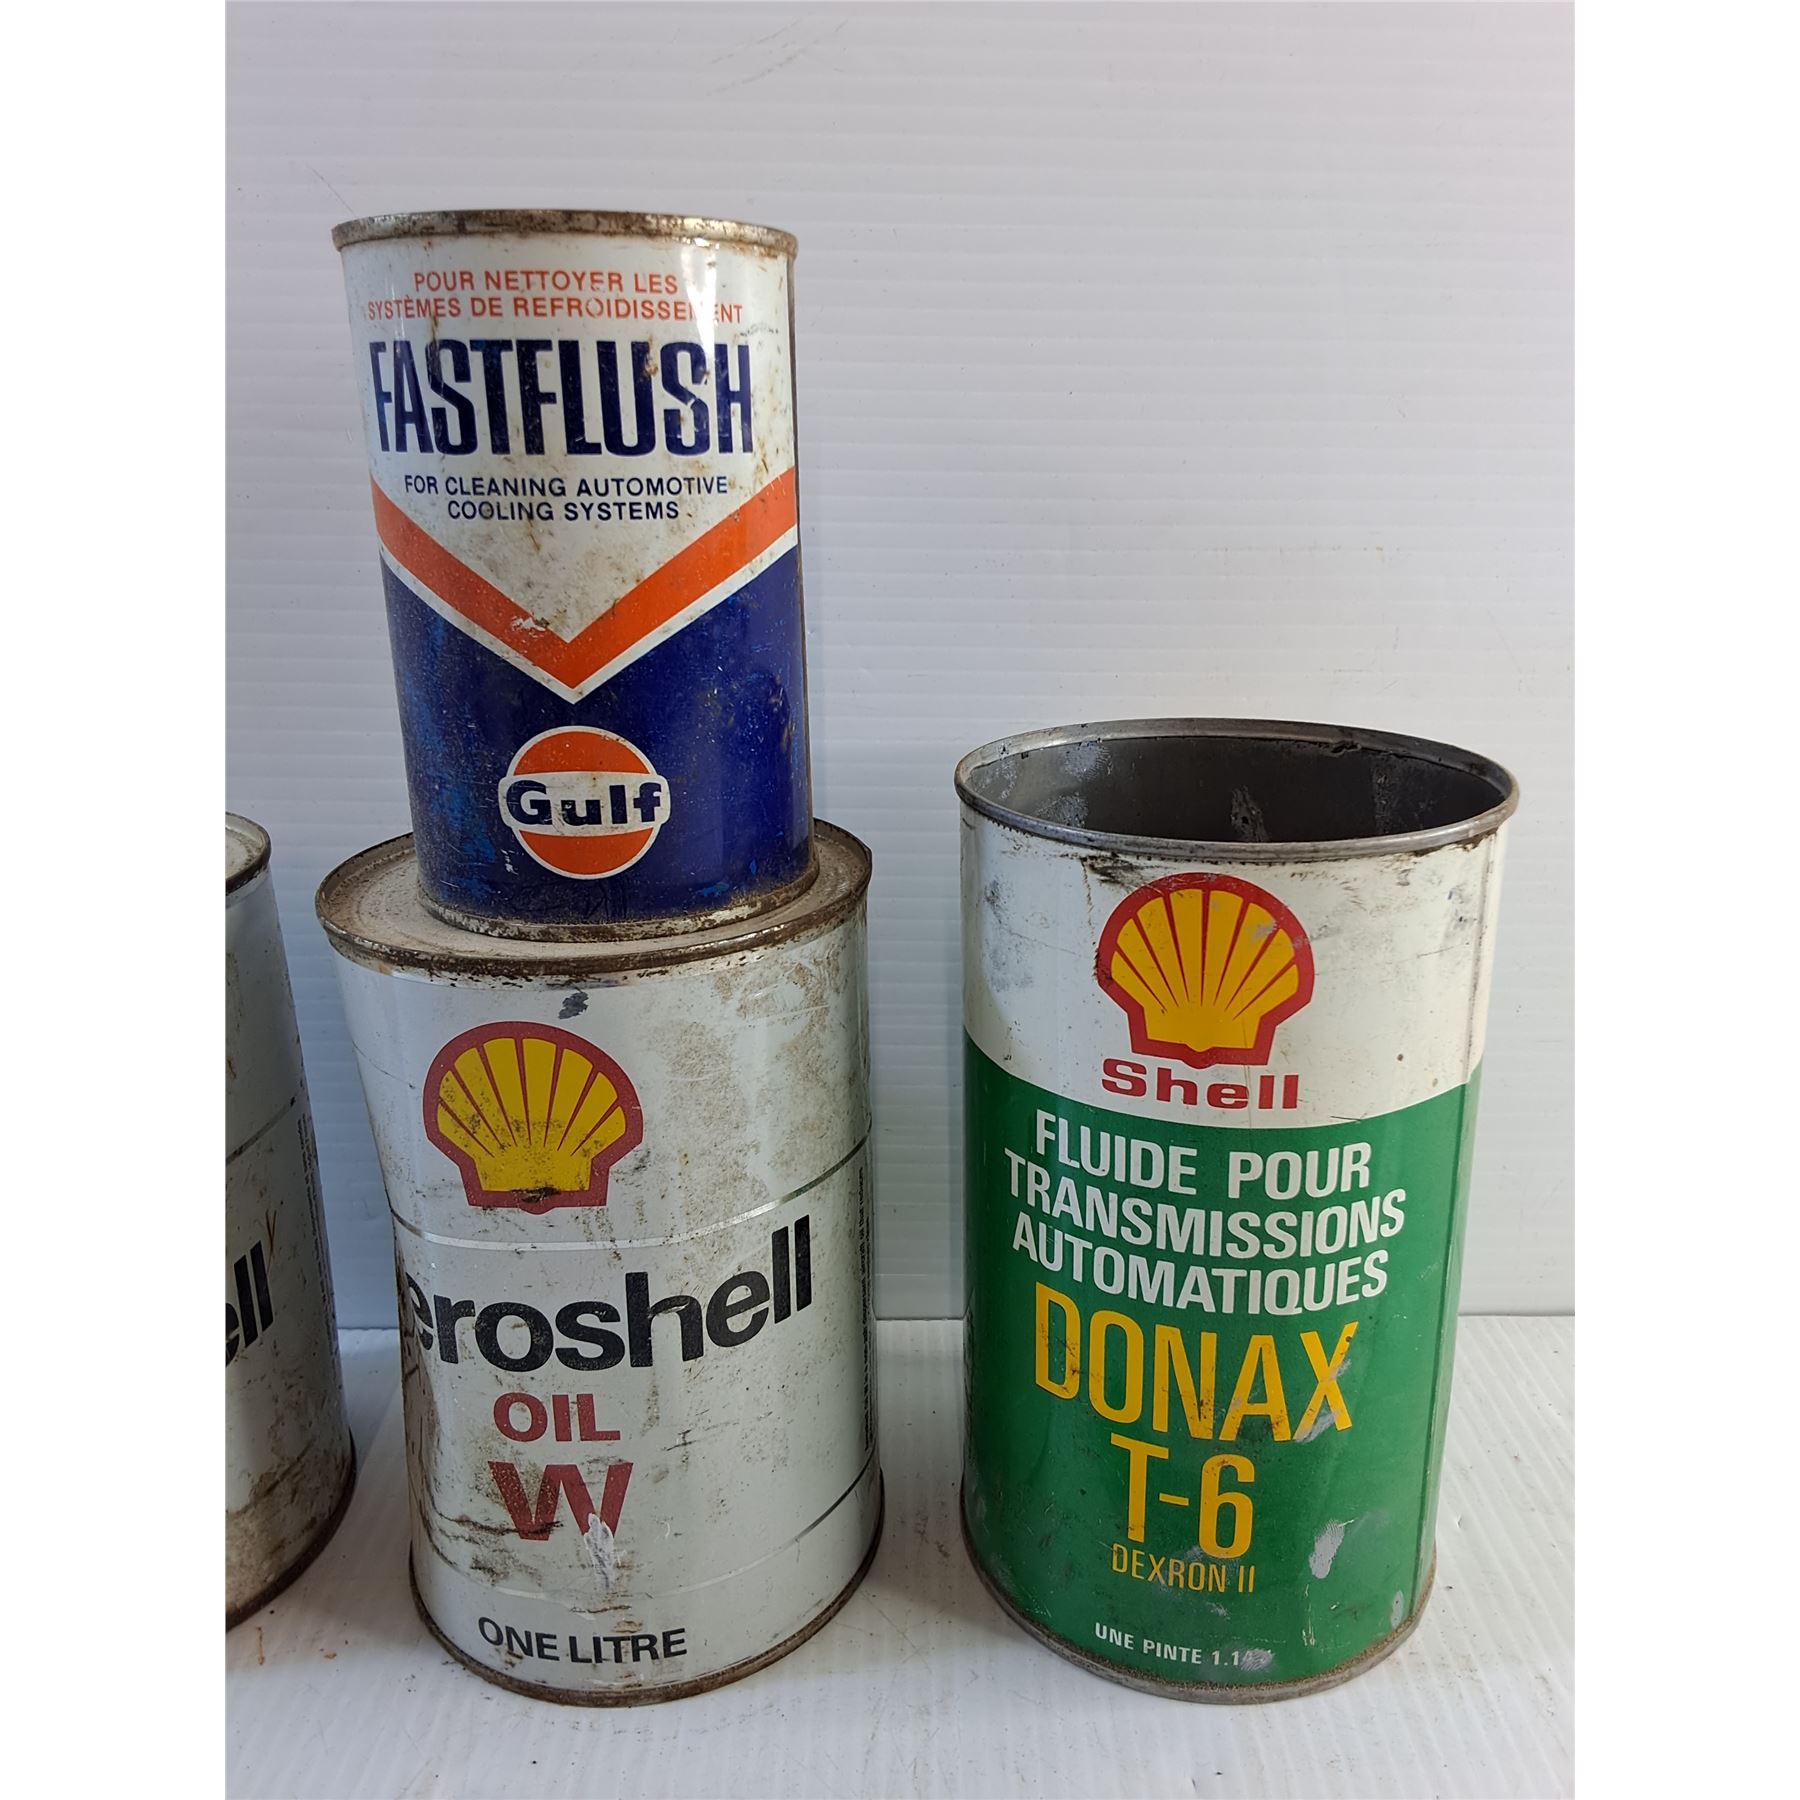 POUR NETTOYER LES
SYSTÈMES DE REFROIDISSEMENT
FASTFLUSH
FOR CLEANING AUTOMOTIVE
COOLING SYSTEMS
Gulf
ell
eroshell
OIL
W
ONE LITRE
Shell
FLUIDE POUR
TRANSMISSIONS
AUTOMATIQUES
DONAX
T-6
DEXRON II
UNE PINTE